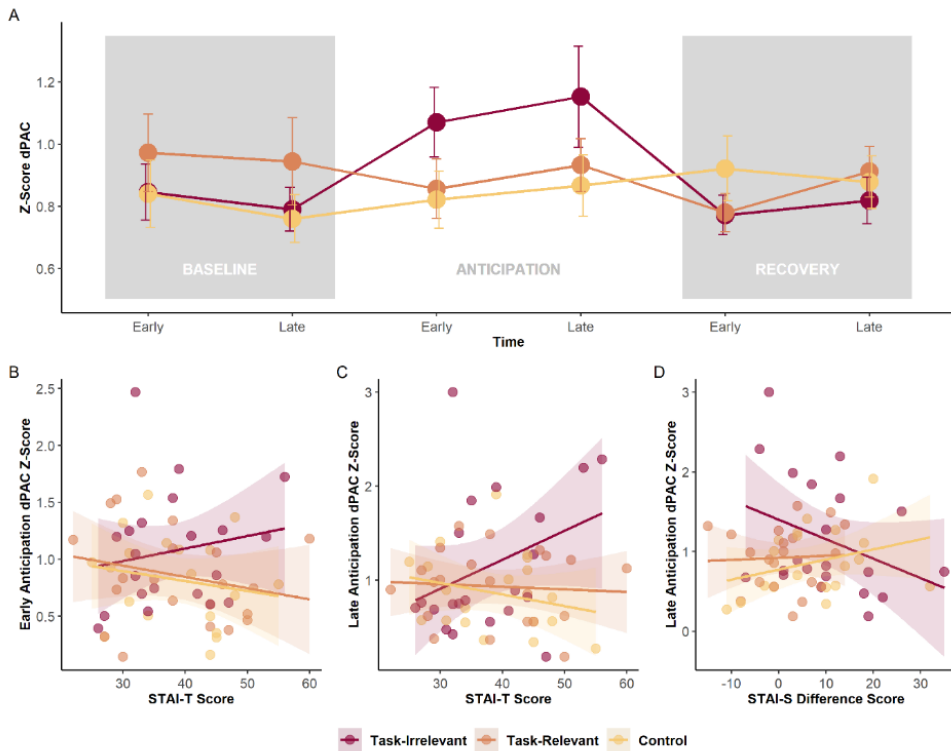 A
Z-Score dPAC
1.2
1.0
0.8
0.6
BASELINE
ANTICIPATION
RECOVERY
Early
Late
Early
Late
Early
Late
Time
B
Early Anticipation dPAC Z-Score
2.5
2.0
1.5
1.0
0.5
30
40
50
60
STAI-T Score
C
Late Anticipation dPAC Z-Score
3
2
1
30
40
50
60
STAI-T Score
D
Late Anticipation dPAC Z-Score
3
2
1
0
-10
0
10
20
30
STAI-S Difference Score
Task-Irrelevant
Task-Relevant
Control